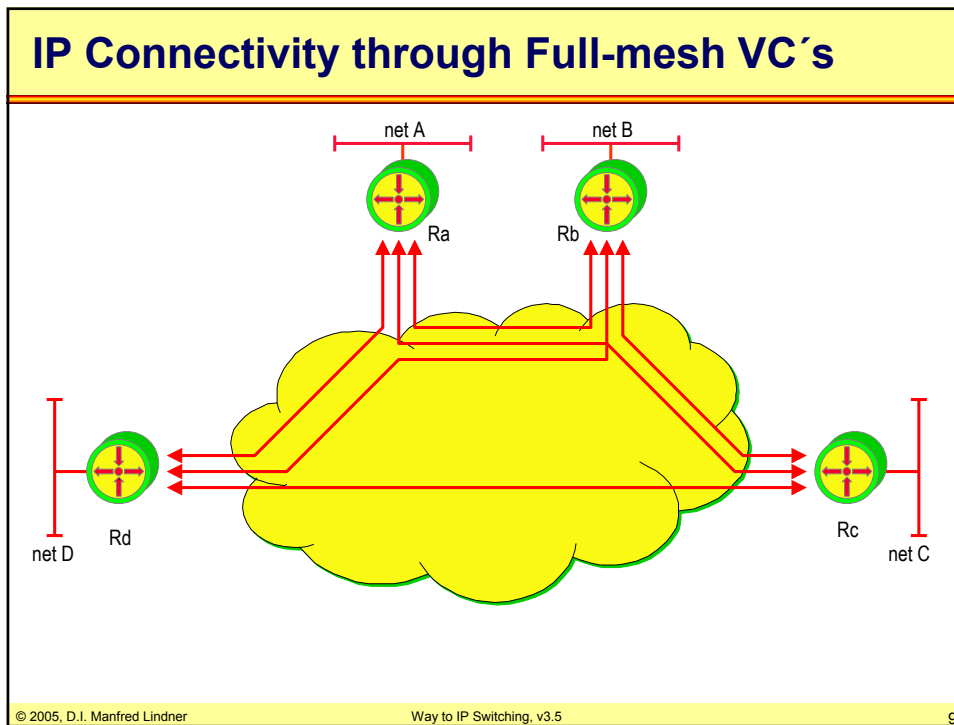 IP Connectivity through Full-mesh VC´s
net A
net B
Ra
Rb
Rd
Rc
net D
net C
© 2005, D.I. Manfred Lindner
Way to IP Switching, v3.5
9